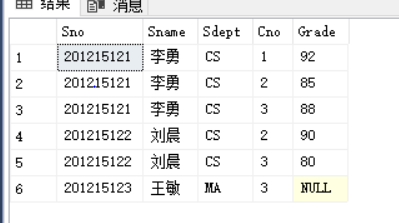 结果 消息
Sno Sname Sdept Cno Grade
1 201215121 李勇 CS 1 92
2 201215121 李勇 CS 2 85
3 201215121 李勇 CS 3 88
4 201215122 刘晨 CS 2 90
5 201215122 刘晨 CS 3 80
6 201215123 王敏 MA 3 NULL